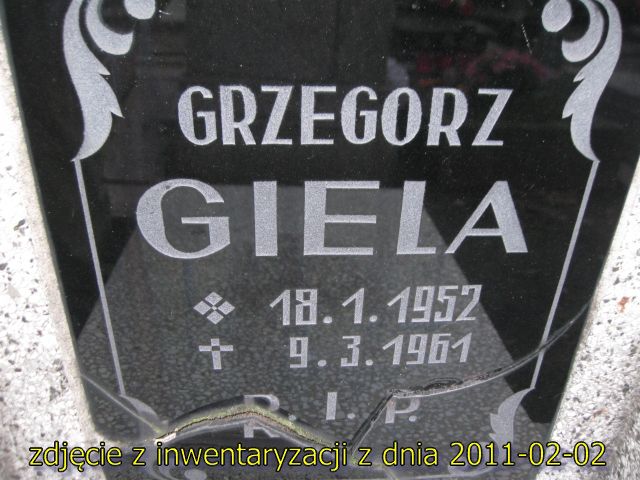 GRZEGORZ
GIELA
18.1.1952
9.3.1961
R.I.P.
zdjęcie z inwentaryzacji z dnia 2011-02-02